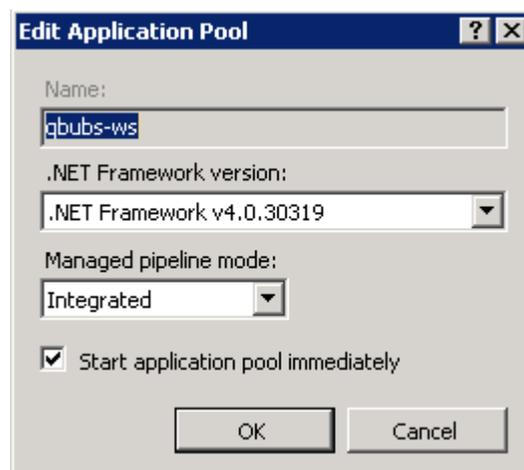 Edit Application Pool
Name:
qbubs-ws
.NET Framework version:
.NET Framework v4.0.30319
Managed pipeline mode:
Integrated
Start application pool immediately
OK
Cancel